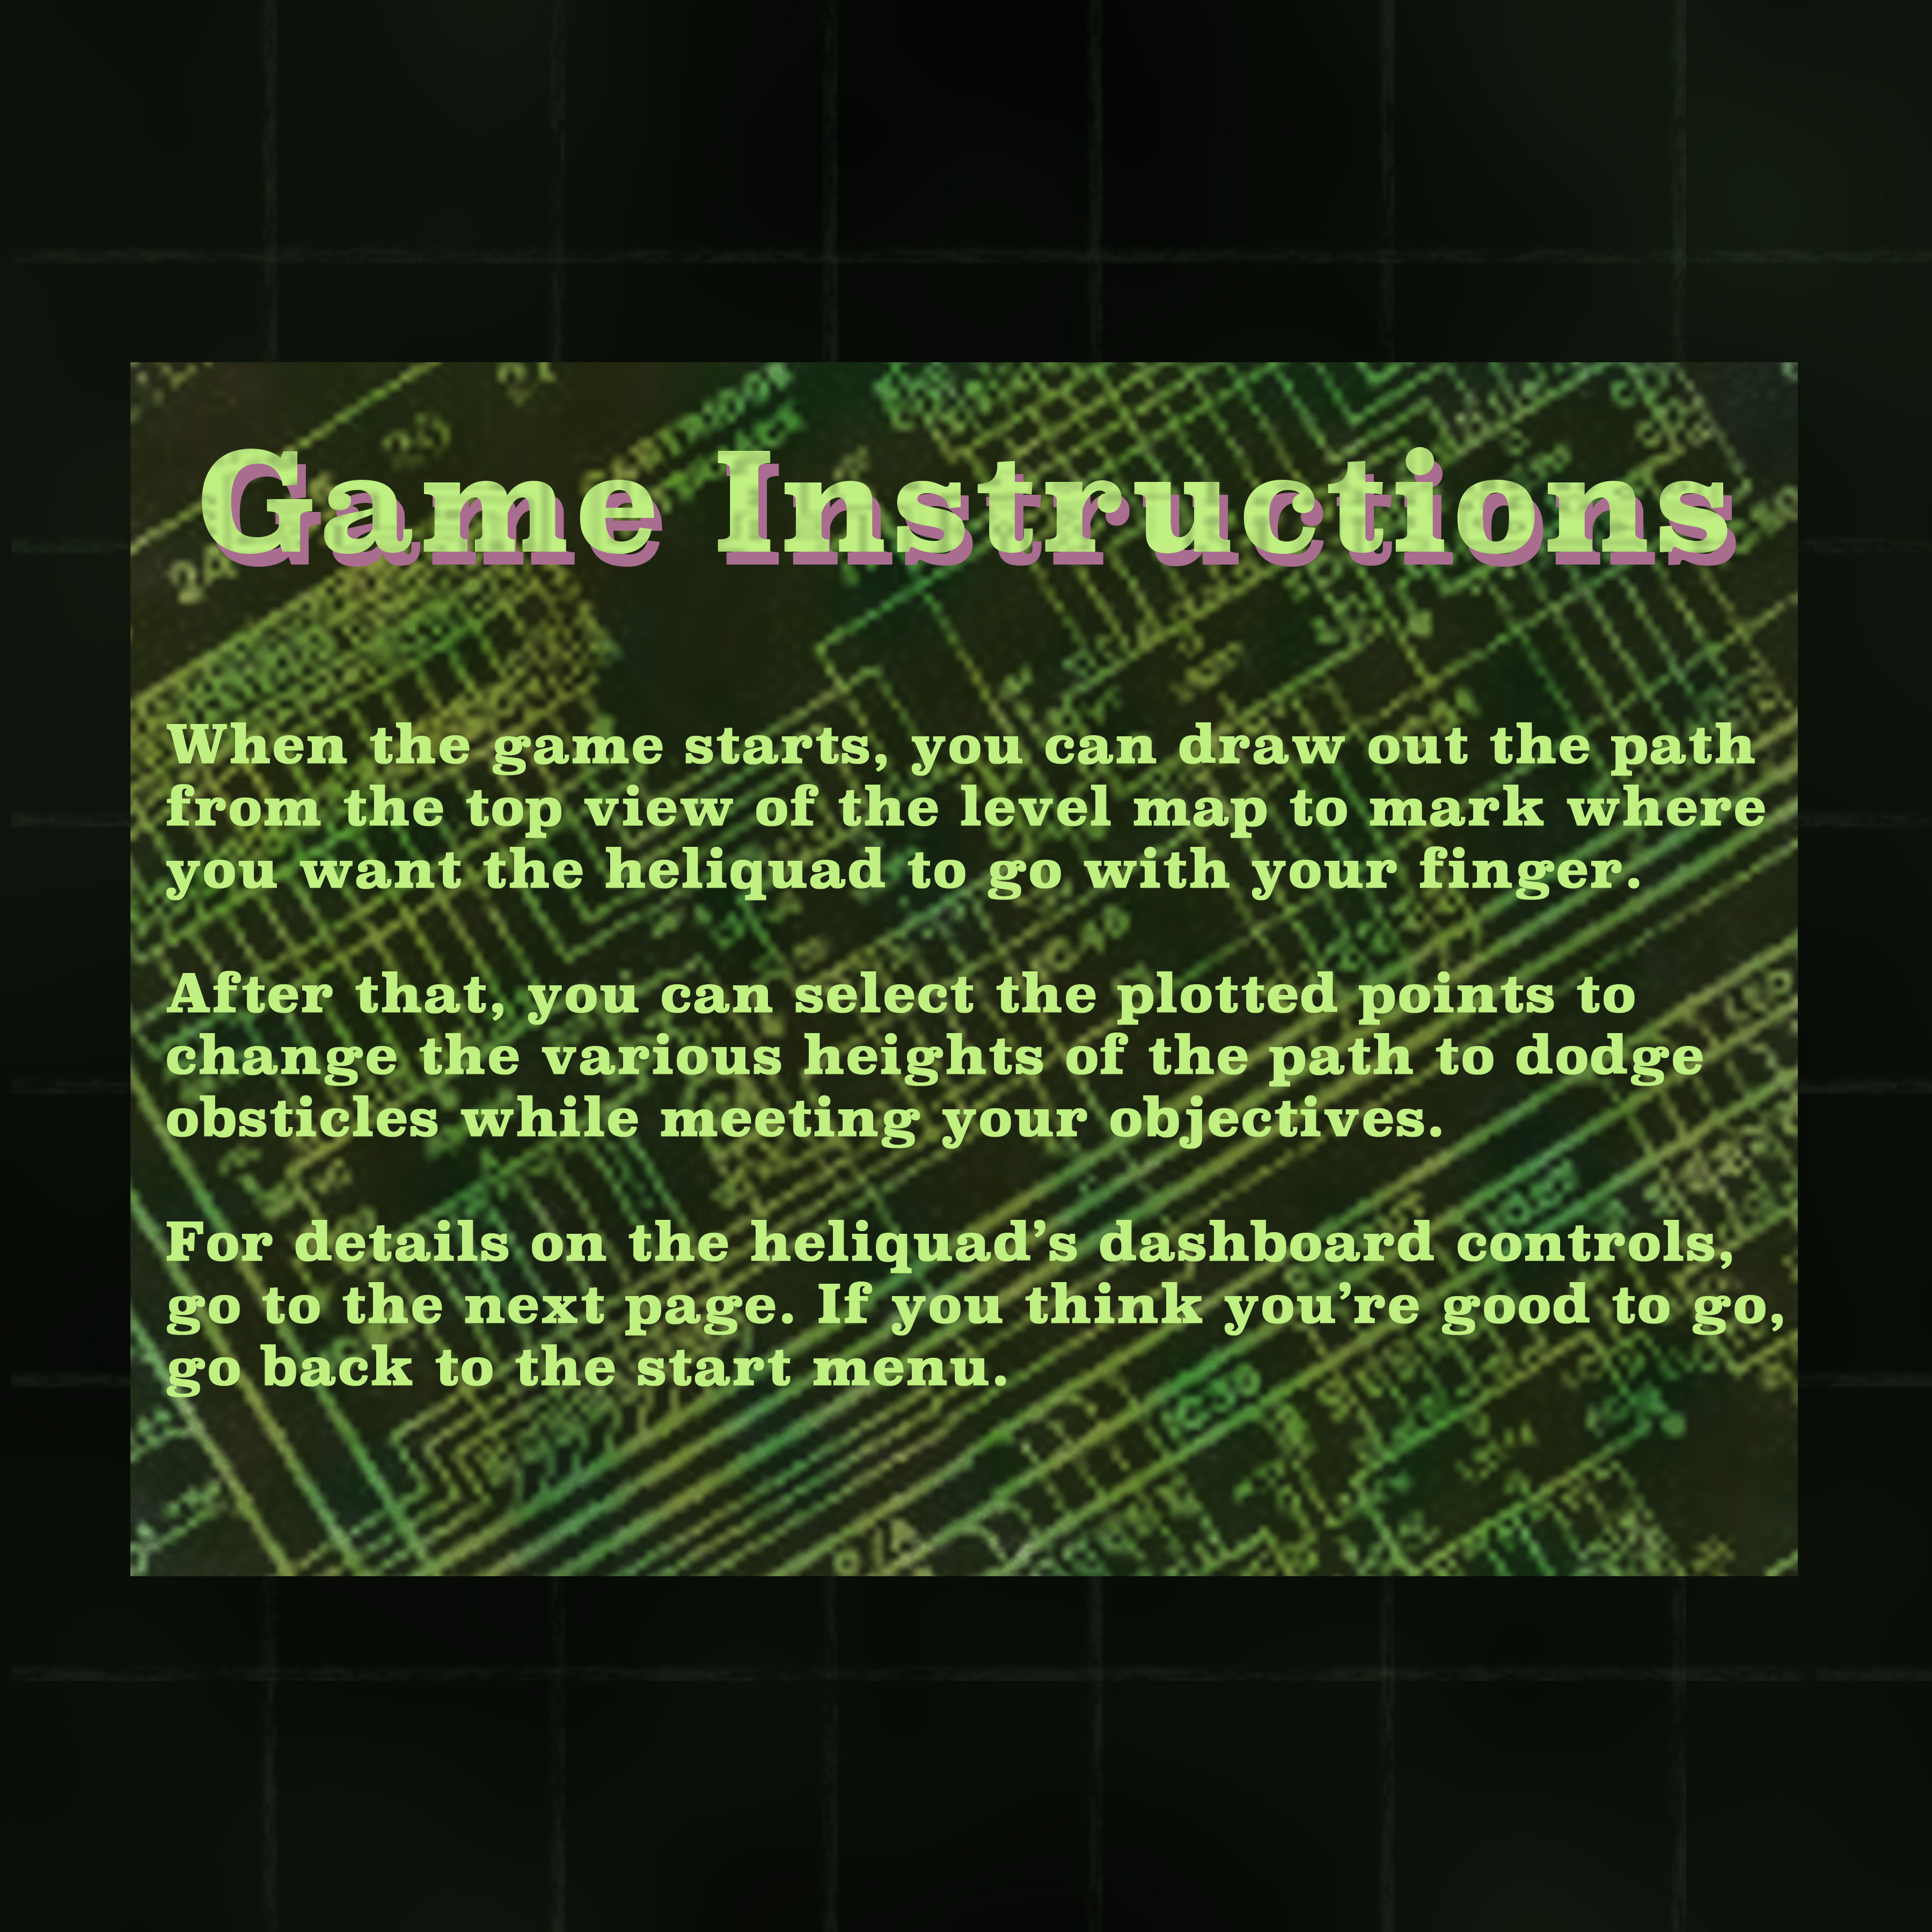 Game Instructions
When the game starts, you can draw out the path
from the top view of the level map to mark where
you want the heliquad to go with your finger.
After that, you can select the plotted points to
change the various heights of the path to dodge
obsticles while meeting your objectives.
For details on the heliquad’s dashboard controls,
go to the next page. If you think you’re good to go,
go back to the start menu.
IC48
IC30